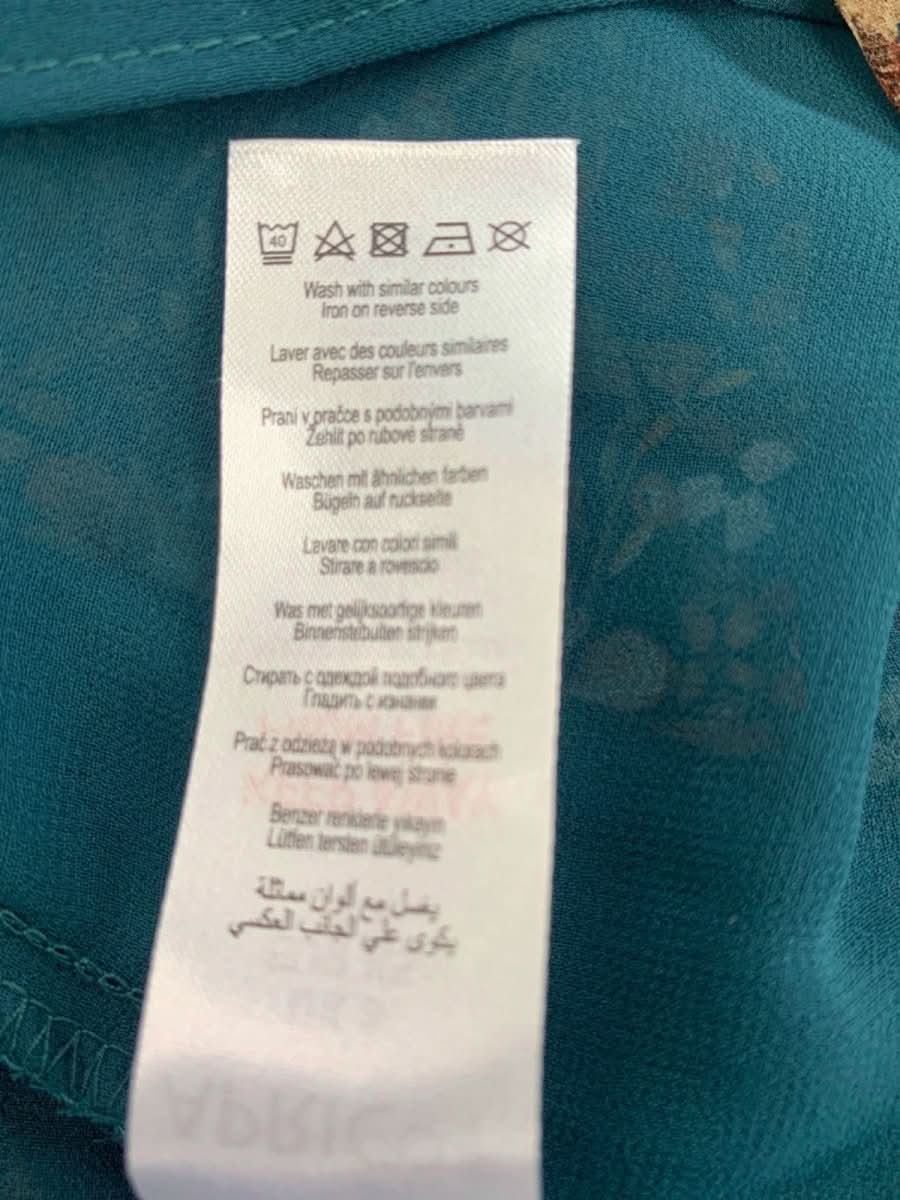 40
Wash with similar colours
Iron on reverse side
Laver avec des couleurs similaires
Repasser sur l'envers
Prani v pračce s podobnými barvami
Žehlit po rubové straně
Waschen mit ähnlichen farben
Bügeln auf ruckseite
Lavare con colori simili
Stirare a rovescio
Was met gelijksoortige kleuren
Binnenstebuiten strijken
Стирать с одеждой подобного цвета
Гладить с изнанки
Prać z odzieżą w podobnych kolorach
Prasować po lewej stronie
Benzer renklerle yıkayın
Lütfen tersten ütüleyiniz
يغسل مع ألوان مماثلة
يكوى علي الجانب العكسي